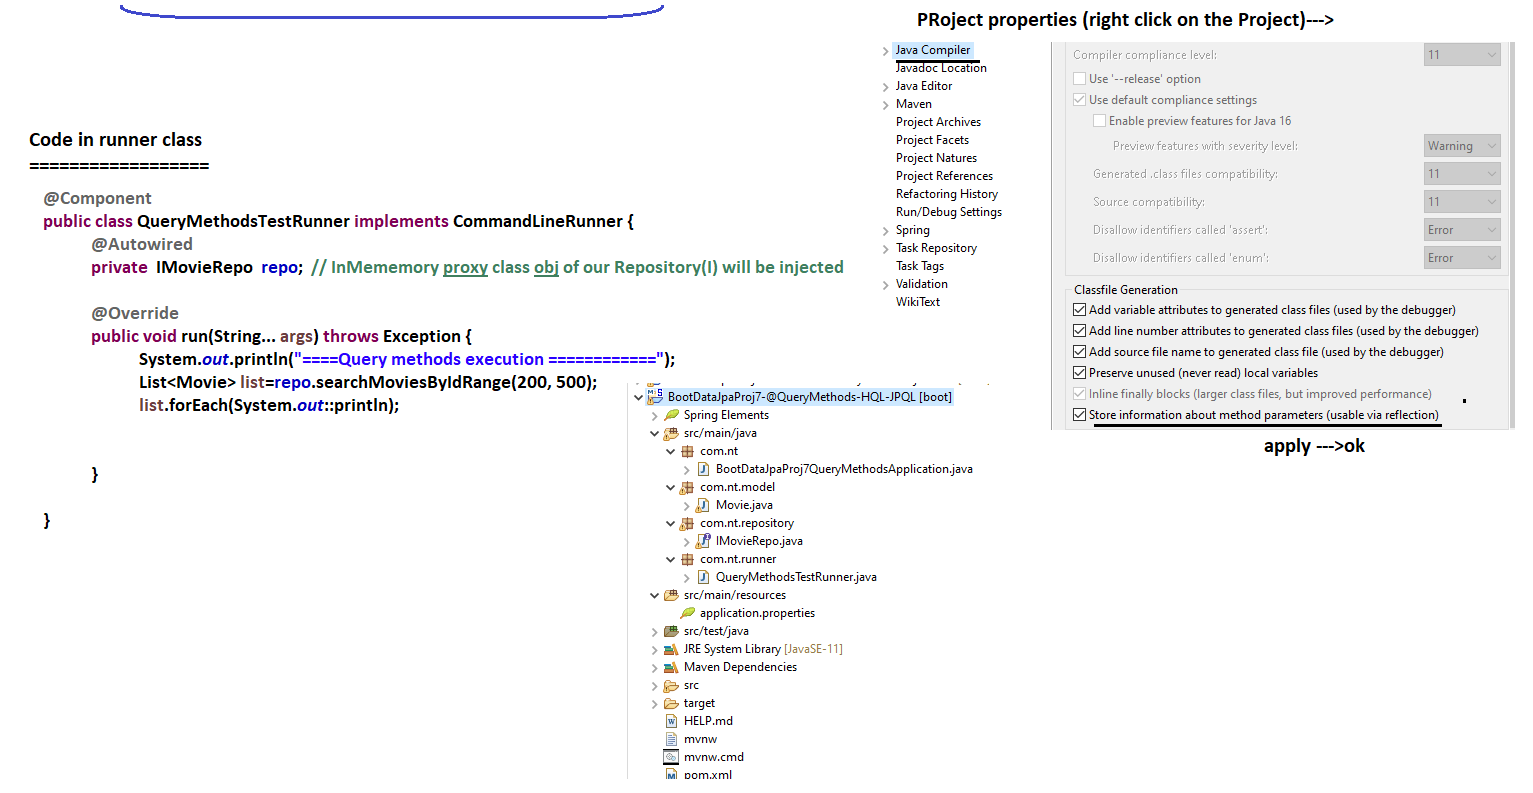 PRoject properties (right click on the Project)--->
Java Compiler
Javadoc Location
Java Editor
Maven
Project Archives
Project Facets
Project Natures
Project References
Refactoring History
Run/Debug Settings
Spring
Task Repository
Task Tags
Validation
WikiText
Compiler compliance level: 11
Use '--release' option
Use default compliance settings
Enable preview features for Java 16
Preview features with severity level: Warning
Generated .class files compatibility: 11
Source compatibility: 11
Disallow identifiers called 'assert': Error
Disallow identifiers called 'enum': Error
Classfile Generation
Add variable attributes to generated class files (used by the debugger)
Add line number attributes to generated class files (used by the debugger)
Add source file name to generated class file (used by the debugger)
Preserve unused (never read) local variables
Inline finally blocks (larger class files, but improved performance)
Store information about method parameters (usable via reflection)
apply --->ok
Code in runner class
==================
@Component
public class QueryMethodsTestRunner implements CommandLineRunner {
@Autowired
private IMovieRepo repo; // InMememory proxy class obj of our Repository(I) will be injected
@Override
public void run(String... args) throws Exception {
System.out.println("====Query methods execution ============");
List<Movie> list=repo.searchMoviesByIdRange(200, 500);
list.forEach(System.out::println);
}
}
BootDataJpaProj7-@QueryMethods-HQL-JPQL [boot]
Spring Elements
src/main/java
com.nt
BootDataJpaProj7QueryMethodsApplication.java
com.nt.model
Movie.java
com.nt.repository
IMovieRepo.java
com.nt.runner
QueryMethodsTestRunner.java
src/main/resources
application.properties
src/test/java
JRE System Library [JavaSE-11]
Maven Dependencies
src
target
HELP.md
mvnw
mvnw.cmd
pom.xml